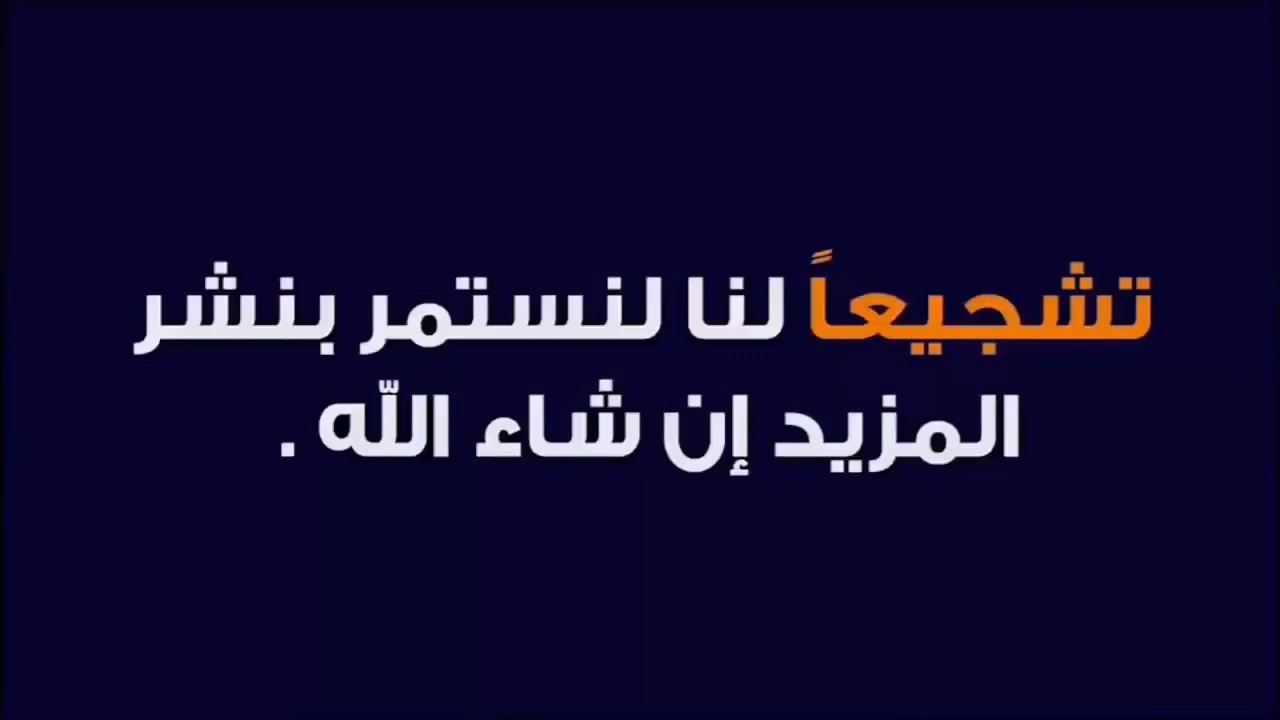 تشجيعاً لنا لنستمر بنشر
المزيد إن شاء اللّه .